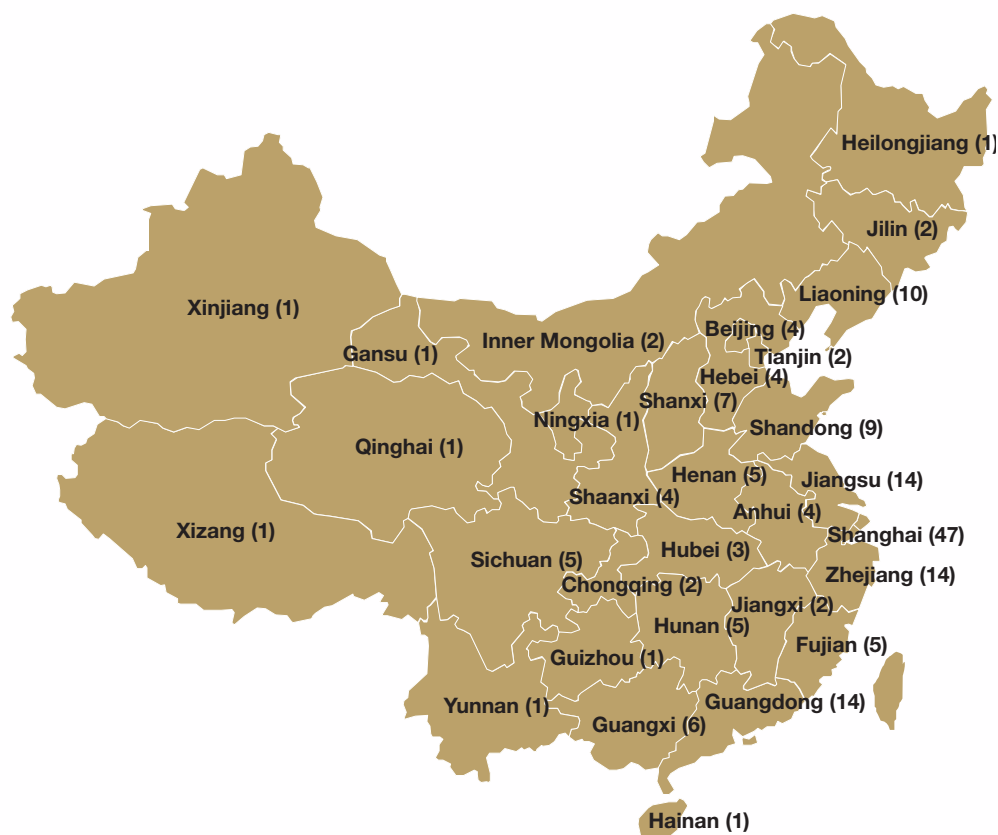 Heilongjiang (1)
Jilin (2)
Liaoning (10)
Xinjiang (1)
Beijing (4)
Inner Mongolia (2)
Gansu (1)
Tianjin (2)
Hebei (4)
Shanxi (7)
Ningxia (1)
Shandong (9)
Qinghai (1)
Henan (5)
Jiangsu (14)
Shaanxi (4)
Anhui (4)
Xizang (1)
Shanghai (47)
Hubei (3)
Sichuan (5)
Zhejiang (14)
Chongqing (2)
Jiangxi (2)
Hunan (5)
Fujian (5)
Guizhou (1)
Guangdong (14)
Yunnan (1)
Guangxi (6)
Hainan (1)